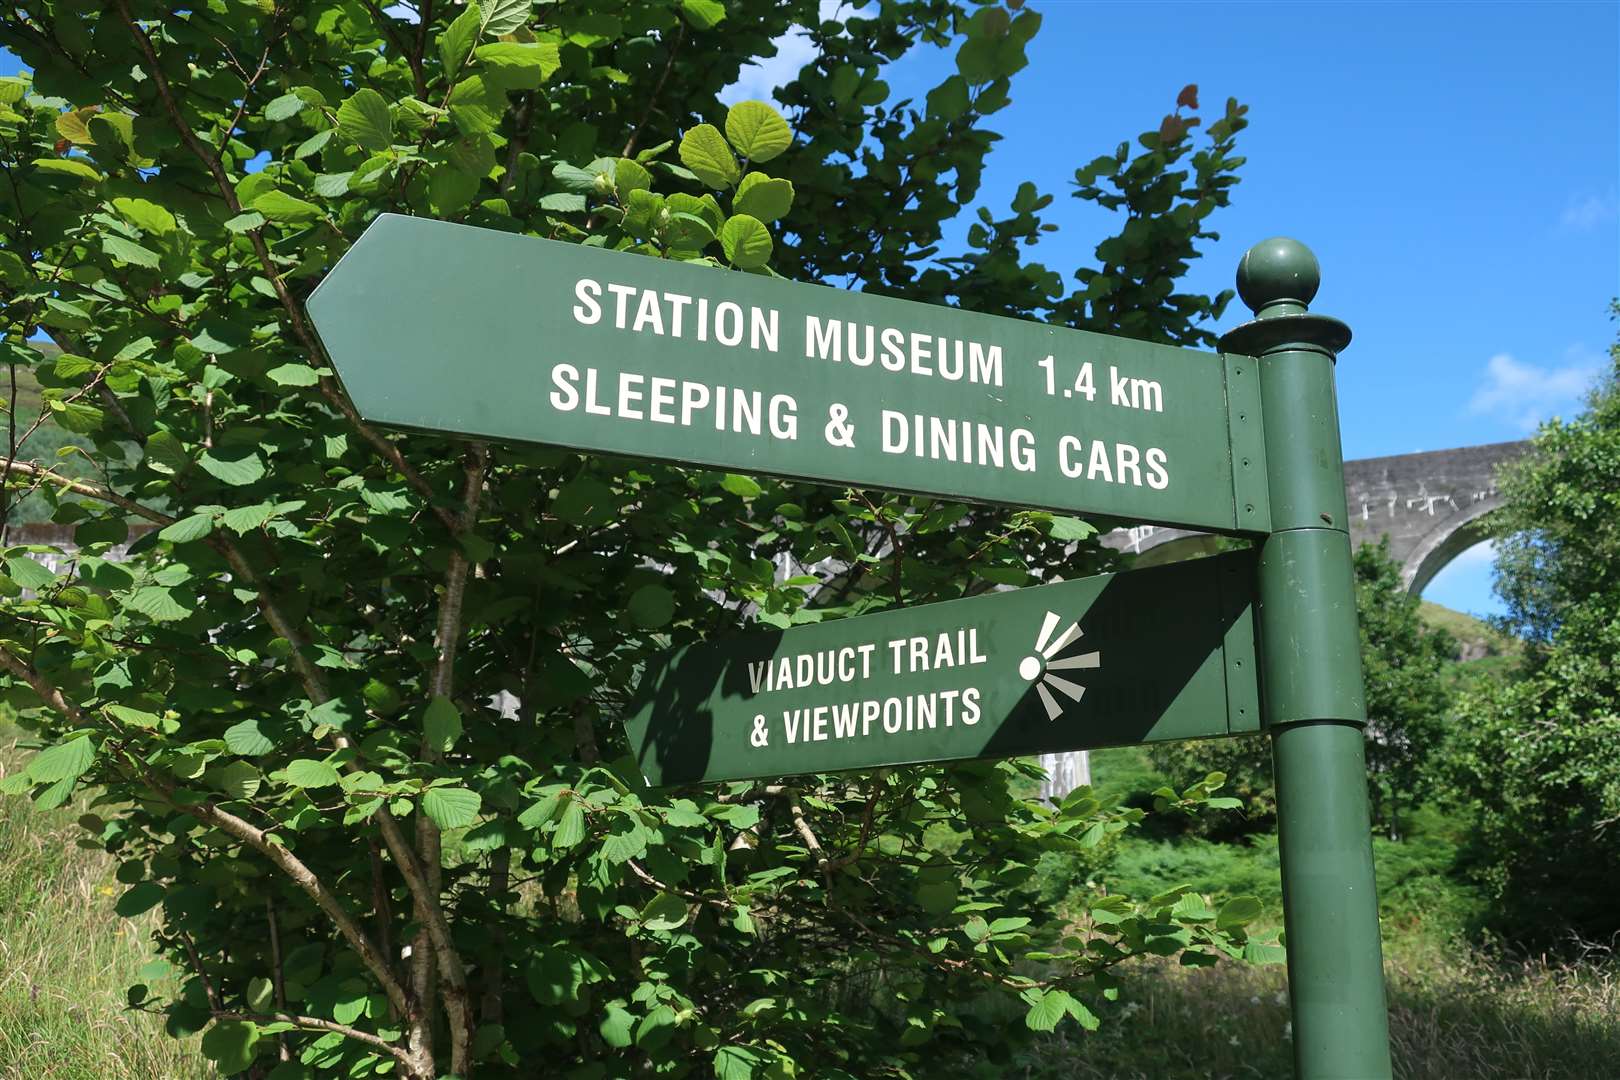 STATION MUSEUM 1.4 km
SLEEPING & DINING CARS
VIADUCT TRAIL
& VIEWPOINTS